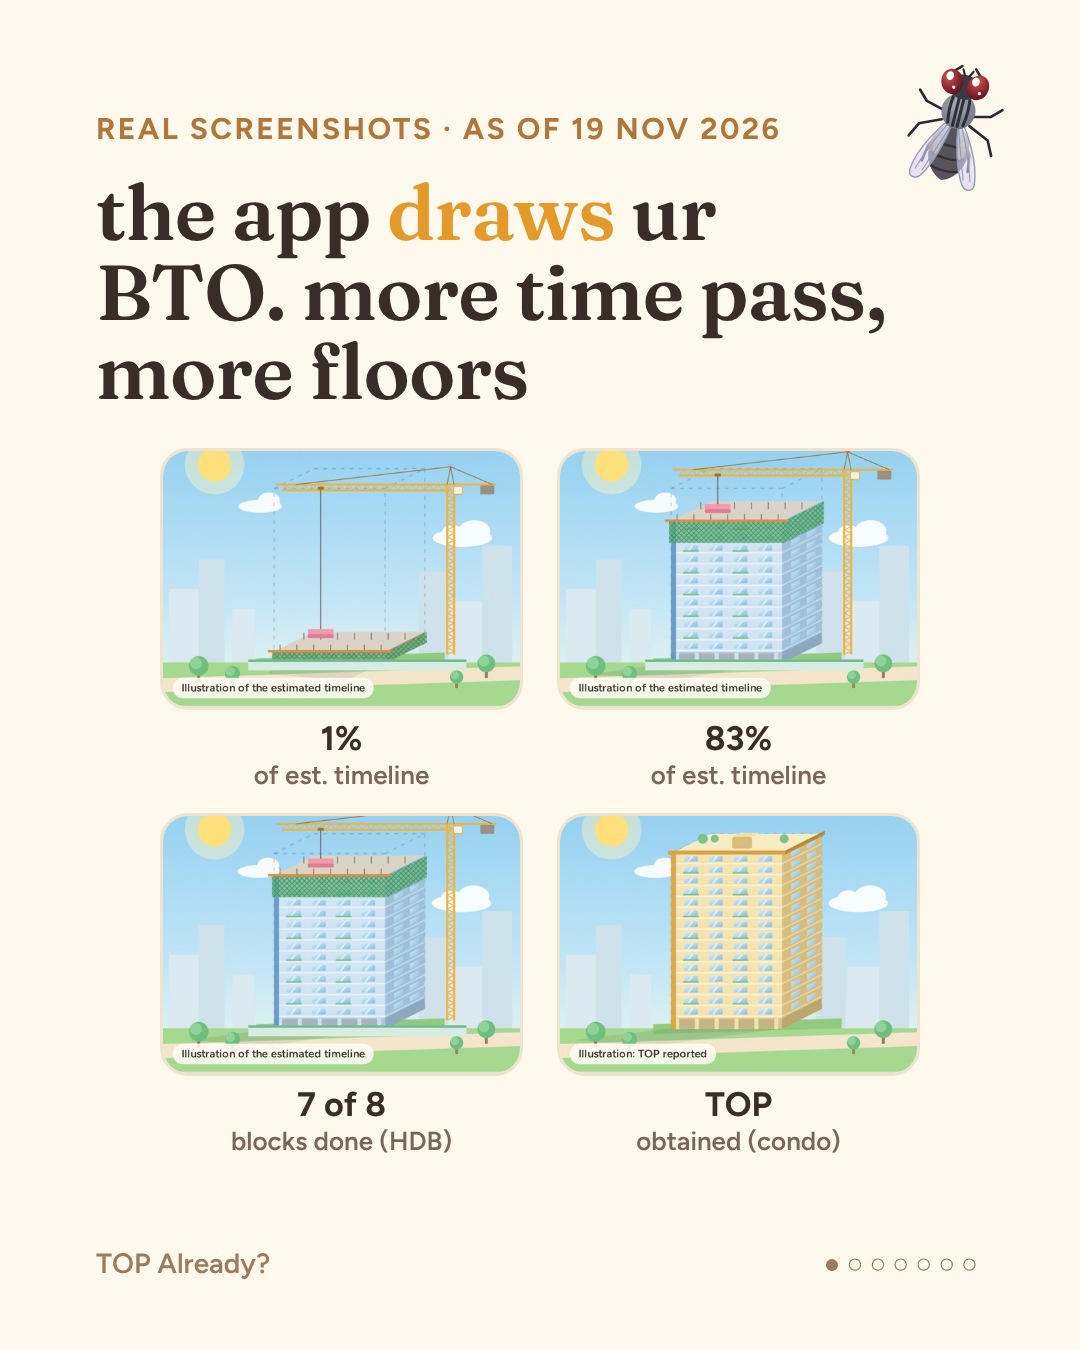 REAL SCREENSHOTS · AS OF 19 NOV 2026
the app draws ur
BTO. more time pass,
more floors
Illustration of the estimated timeline
Illustration of the estimated timeline
1%
of est. timeline
83%
of est. timeline
Illustration of the estimated timeline
Illustration: TOP reported
7 of 8
blocks done (HDB)
TOP
obtained (condo)
TOP Already?